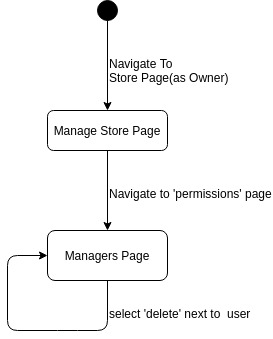 Navigate To
Store Page(as Owner)
Manage Store Page
Navigate to 'permissions' page
Managers Page
select 'delete' next to  user